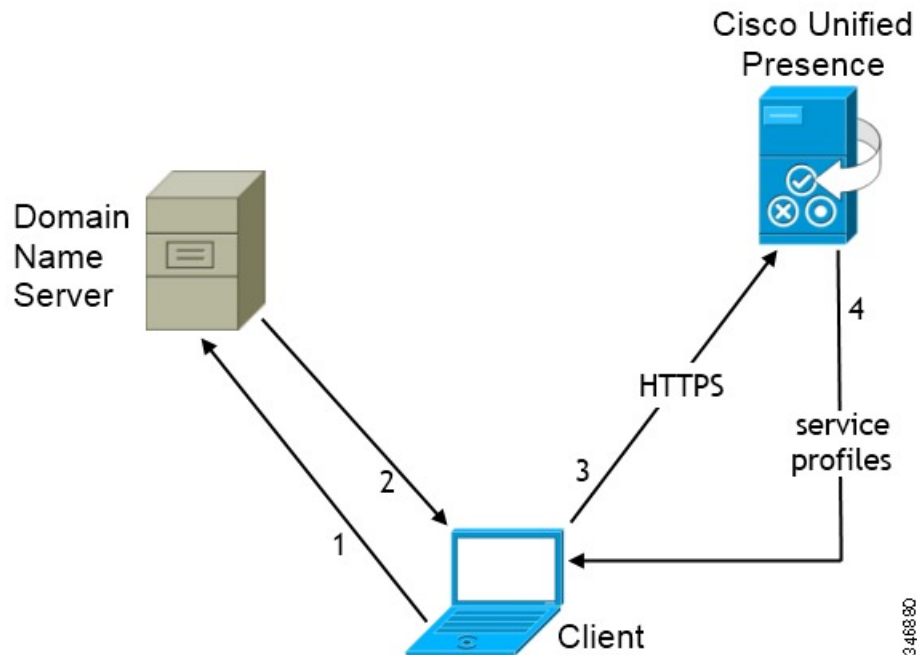 Cisco Unified
Presence
Domain
Name
Server
4
HTTPS
service
profiles
3
2
1
Client
346880